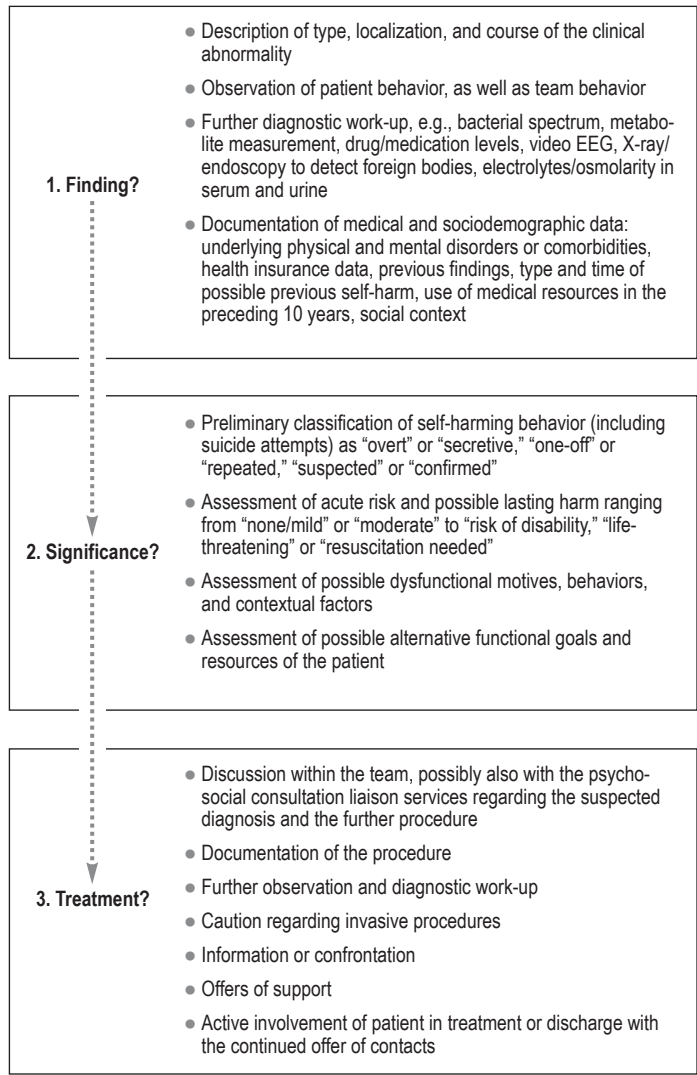 ● Description of type, localization, and course of the clinical
abnormality
● Observation of patient behavior, as well as team behavior
● Further diagnostic work-up, e.g., bacterial spectrum, metabo-
lite measurement, drug/medication levels, video EEG, X-ray/
endoscopy to detect foreign bodies, electrolytes/osmolarity in
serum and urine
1. Finding?
● Documentation of medical and sociodemographic data:
underlying physical and mental disorders or comorbidities,
health insurance data, previous findings, type and time of
possible previous self-harm, use of medical resources in the
preceding 10 years, social context
● Preliminary classification of self-harming behavior (including
suicide attempts) as “overt” or “secretive,” “one-off” or
“repeated,” “suspected” or “confirmed”
● Assessment of acute risk and possible lasting harm ranging
from “none/mild” or “moderate” to “risk of disability,” “life-
threatening” or “resuscitation needed”
2. Significance?
● Assessment of possible dysfunctional motives, behaviors,
and contextual factors
● Assessment of possible alternative functional goals and
resources of the patient
● Discussion within the team, possibly also with the psycho-
social consultation liaison services regarding the suspected
diagnosis and the further procedure
● Documentation of the procedure
● Further observation and diagnostic work-up
3. Treatment?
● Caution regarding invasive procedures
● Information or confrontation
● Offers of support
● Active involvement of patient in treatment or discharge with
the continued offer of contacts